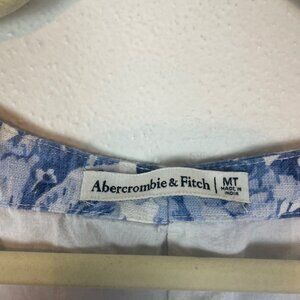 Abercrombie & Fitch | MT
MADE IN
INDIA